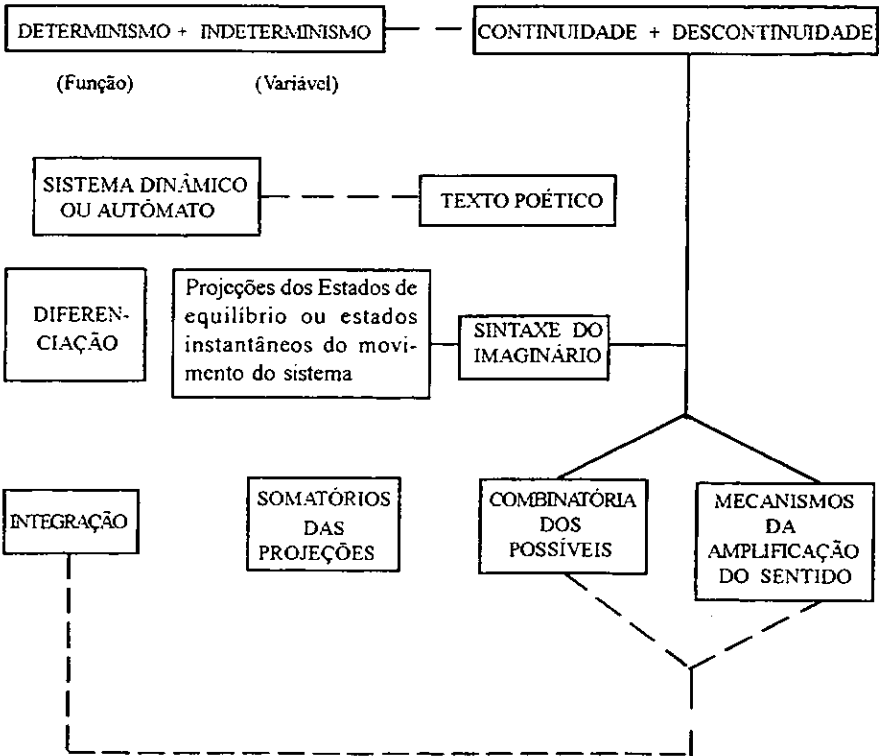 DETERMINISMO + INDETERMINISMO
CONTINUIDADE + DESCONTINUIDADE
(Função) (Variável)
SISTEMA DINÂMICO
OU AUTÔMATO
TEXTO POÉTICO
DIFEREN-
CIAÇÃO
Projeções dos Estados de
equilíbrio ou estados
instantâneos do movi-
mento do sistema
SINTAXE DO
IMAGINÁRIO
INTEGRAÇÃO
SOMATÓRIOS
DAS
PROJEÇÕES
COMBINATÓRIA
DOS
POSSÍVEIS
MECANISMOS
DA
AMPLIFICAÇÃO
DO SENTIDO